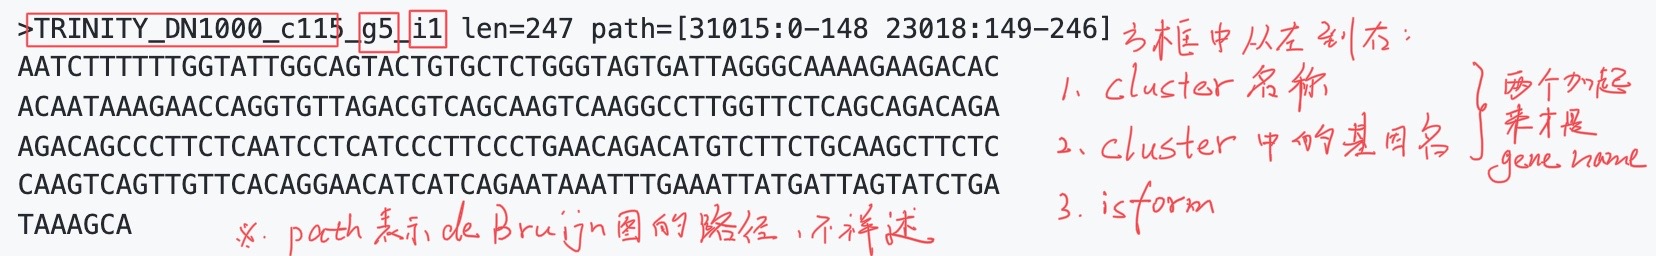 >TRINITY_DN1000_c115_g5_i1 len=247 path=[31015:0-148 23018:149-246]
AATCTTTTTTGGTATTGGCAGTACTGTGCTCTGGGTAGTGATTAGGGCAAAAGAAGACAC
ACAATAAAGAACCAGGTGTTAGACGTCAGCAAGTCAAGGCCTTGGTTCTCAGCAGACAGA
AGACAGCCCTTCTCAATCCTCATCCCTTCCCTGAACAGACATGTCTTCTGCAAGCTTCTC
CAAGTCAGTTGTTCACAGGAACATCATCAGAATAAATTTGAAATTATGATTAGTATCTGA
TAAAGCA
方框中从左到右:
1. cluster 名称
2. cluster 中的基因名
3. isform
两个加起
来才是
gene name
※. path 表示 de Bruijn 图的路径、不详述